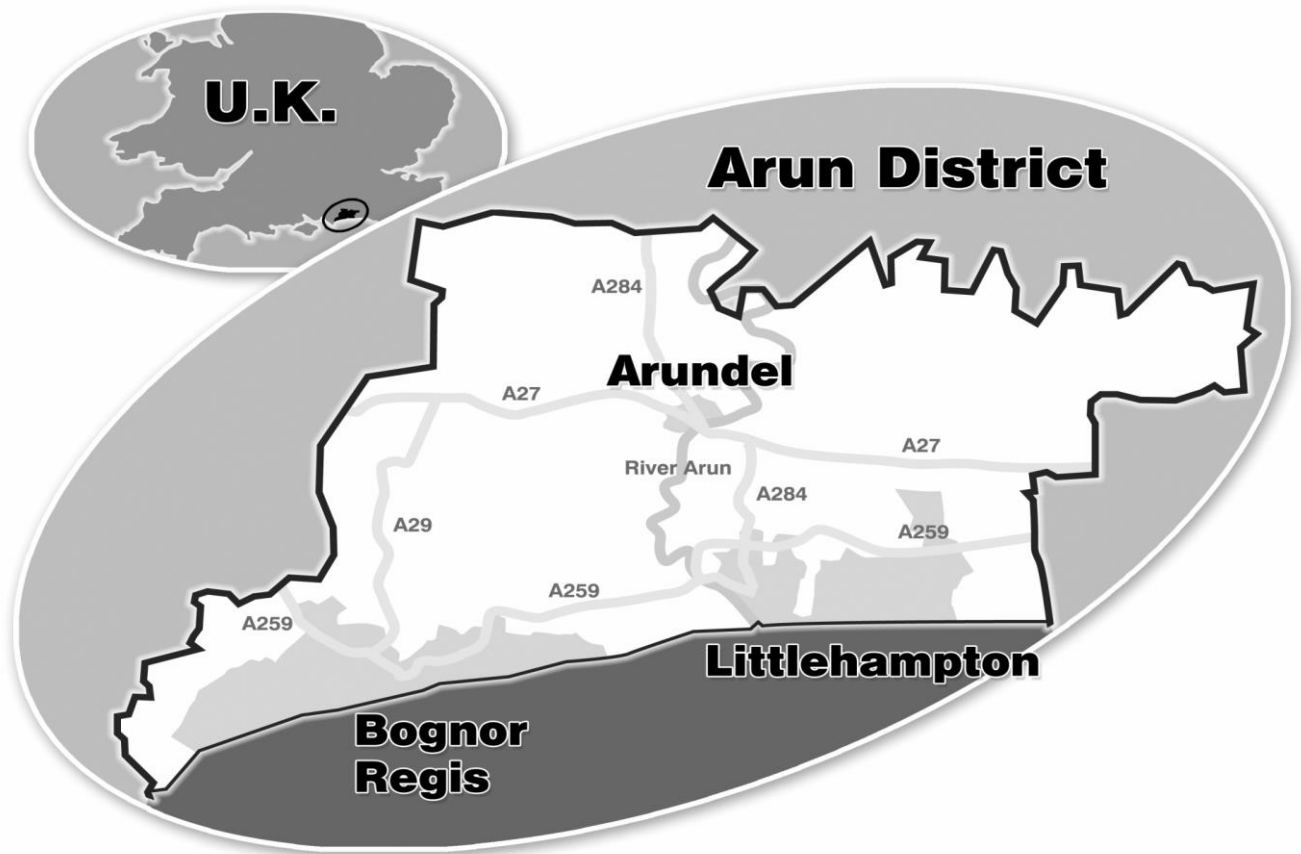 U.K.
Arun District
A284
Arundel
A27
A27
River Arun
A284
A29
A259
A259
A259
Littlehampton
Bognor
Regis